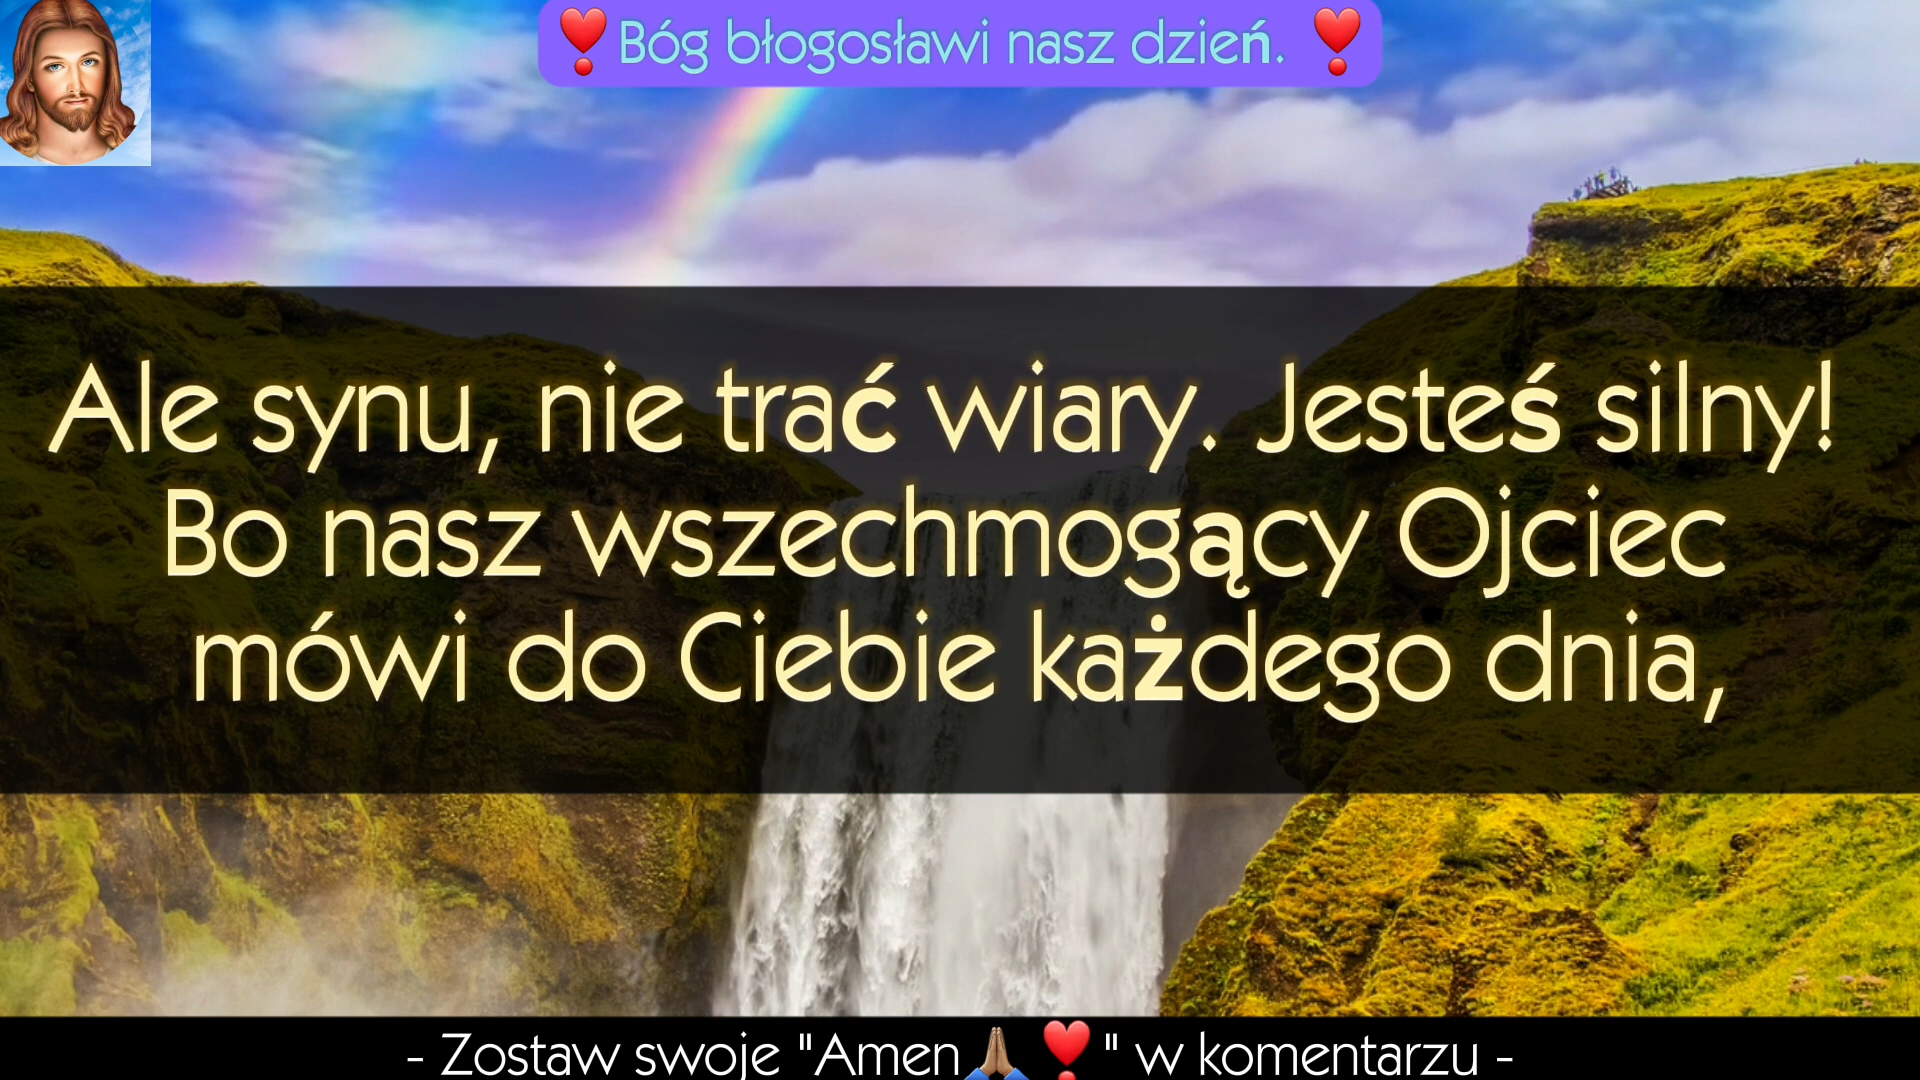 ❣️Bóg błogosławi nasz dzień. ❣️
Ale synu, nie trać wiary. Jesteś silny!
Bo nasz wszechmogący Ojciec
mówi do Ciebie każdego dnia,
- Zostaw swoje "Amen🙏🏽❣️" w komentarzu -